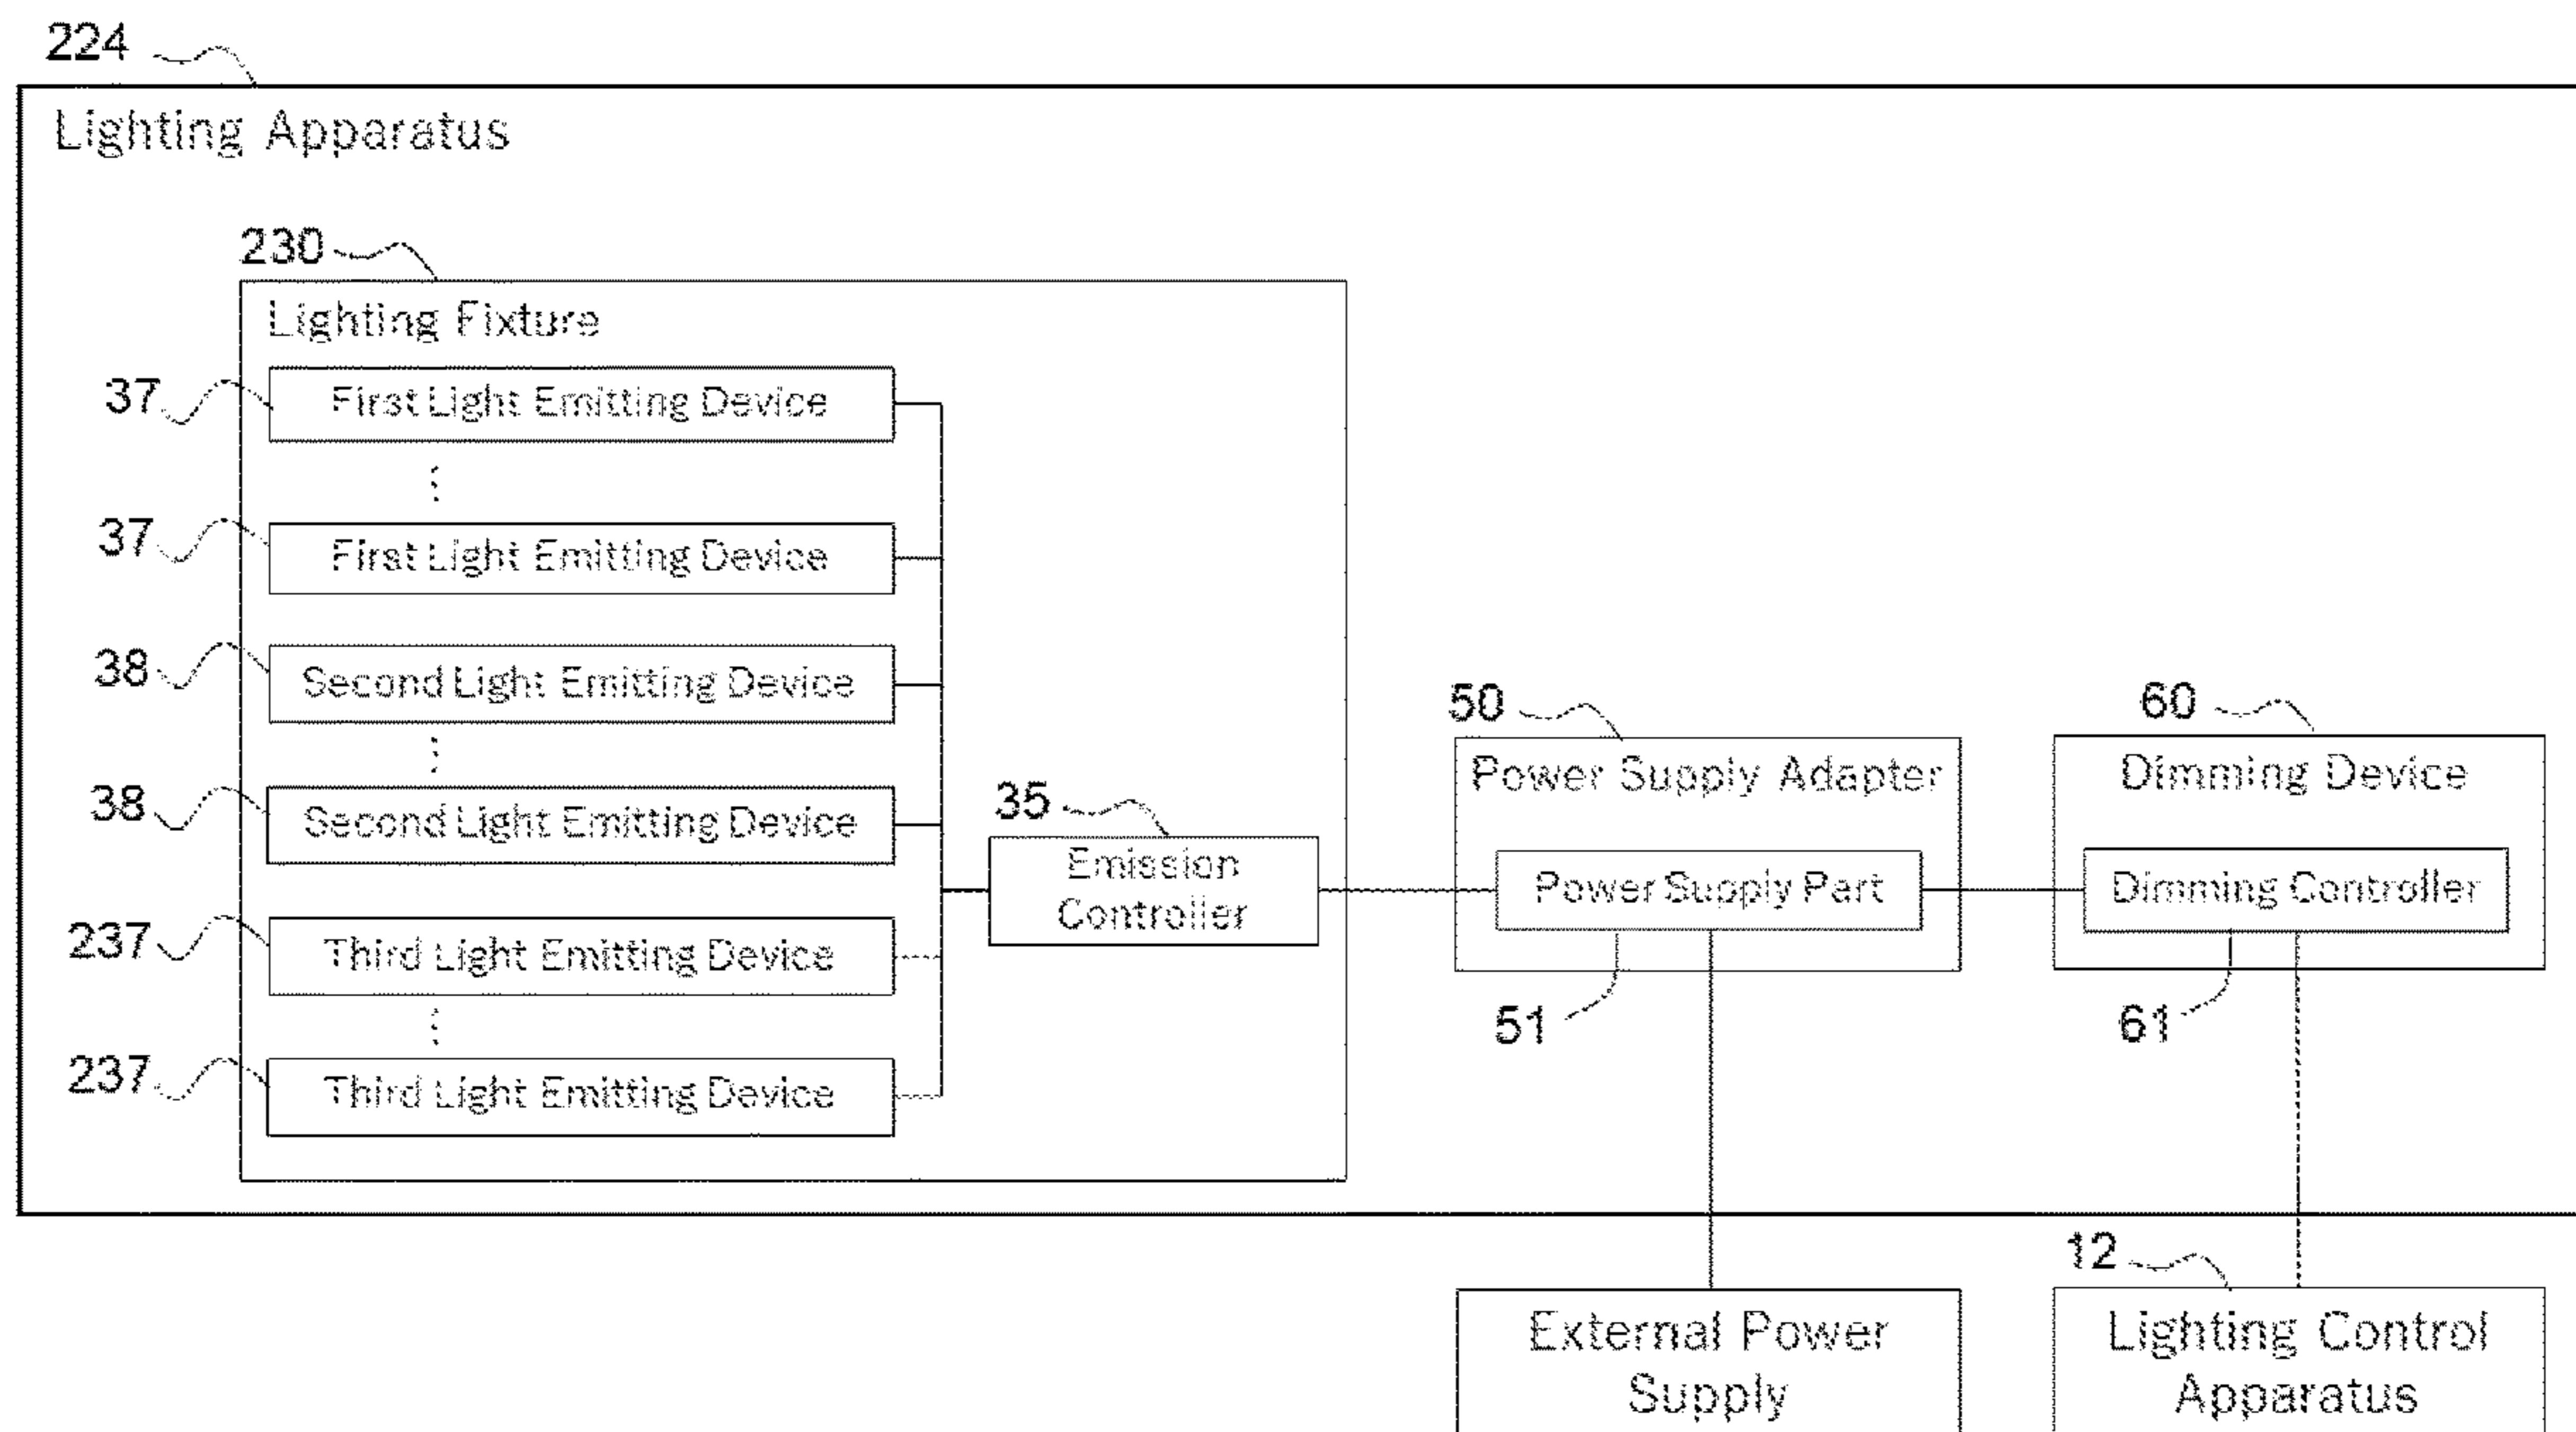 224
Lighting Apparatus
230
Lighting Fixture
37
First Light Emitting Device
⋮
37
First Light Emitting Device
38
Second Light Emitting Device
⋮
38
Second Light Emitting Device
237
Third Light Emitting Device
⋮
237
Third Light Emitting Device
35
Emission
Controller
50
Power Supply Adapter
Power Supply Part
51
60
Dimming Device
Dimming Controller
61
External Power
Supply
12
Lighting Control
Apparatus